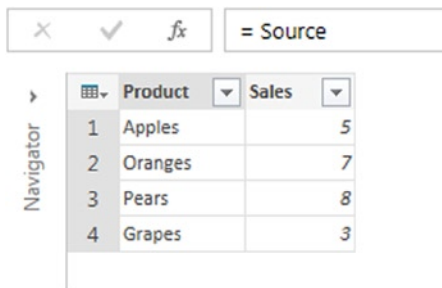 fx = Source
Navigator
Product Sales
1 Apples 5
2 Oranges 7
3 Pears 8
4 Grapes 3